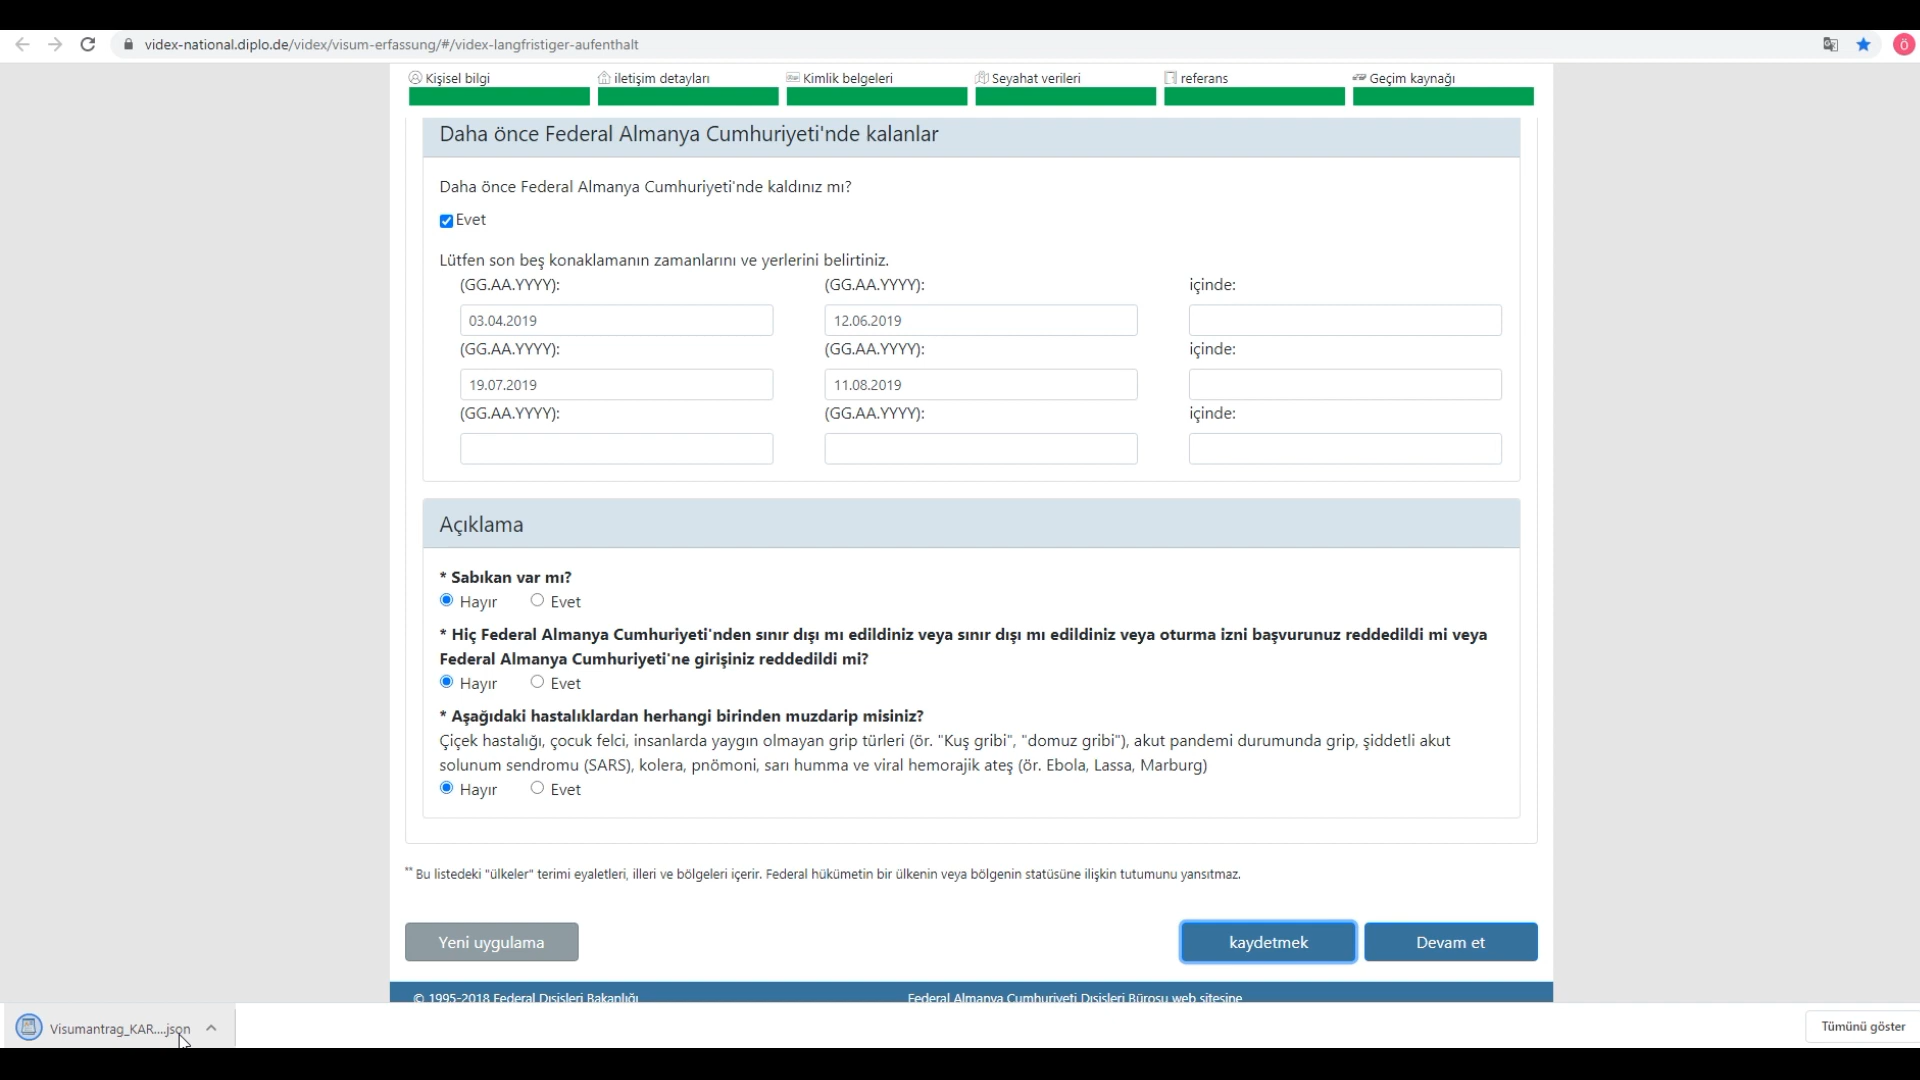 videx-national.diplo.de/videx/visum-erfassung/#/videx-langfristiger-aufenthalt
Ö
Kişisel bilgi
iletişim detayları
Kimlik belgeleri
Seyahat verileri
referans
Geçim kaynağı
Daha önce Federal Almanya Cumhuriyeti'nde kalanlar
Daha önce Federal Almanya Cumhuriyeti'nde kaldınız mı?
Evet
Lütfen son beş konaklamanın zamanlarını ve yerlerini belirtiniz.
(GG.AA.YYYY): (GG.AA.YYYY): içinde:
03.04.2019 12.06.2019
(GG.AA.YYYY): (GG.AA.YYYY): içinde:
19.07.2019 11.08.2019
(GG.AA.YYYY): (GG.AA.YYYY): içinde:
Açıklama
* Sabıkan var mı?
Hayır Evet
* Hiç Federal Almanya Cumhuriyeti'nden sınır dışı mı edildiniz veya sınır dışı mı edildiniz veya oturma izni başvurunuz reddedildi mi veya
Federal Almanya Cumhuriyeti'ne girişiniz reddedildi mi?
Hayır Evet
* Aşağıdaki hastalıklardan herhangi birinden muzdarip misiniz?
Çiçek hastalığı, çocuk felci, insanlarda yaygın olmayan grip türleri (ör. "Kuş gribi", "domuz gribi"), akut pandemi durumunda grip, şiddetli akut
solunum sendromu (SARS), kolera, pnömoni, sarı humma ve viral hemorajik ateş (ör. Ebola, Lassa, Marburg)
Hayır Evet
** Bu listedeki "ülkeler" terimi eyaletleri, illeri ve bölgeleri içerir. Federal hükümetin bir ülkenin veya bölgenin statüsüne ilişkin tutumunu yansıtmaz.
Yeni uygulama kaydetmek Devam et
© 1995-2018 Federal Dışişleri Bakanlığı Federal Almanya Cumhuriyeti Dışişleri Bürosu web sitesine
Visumantrag_KAR....json Tümünü göster